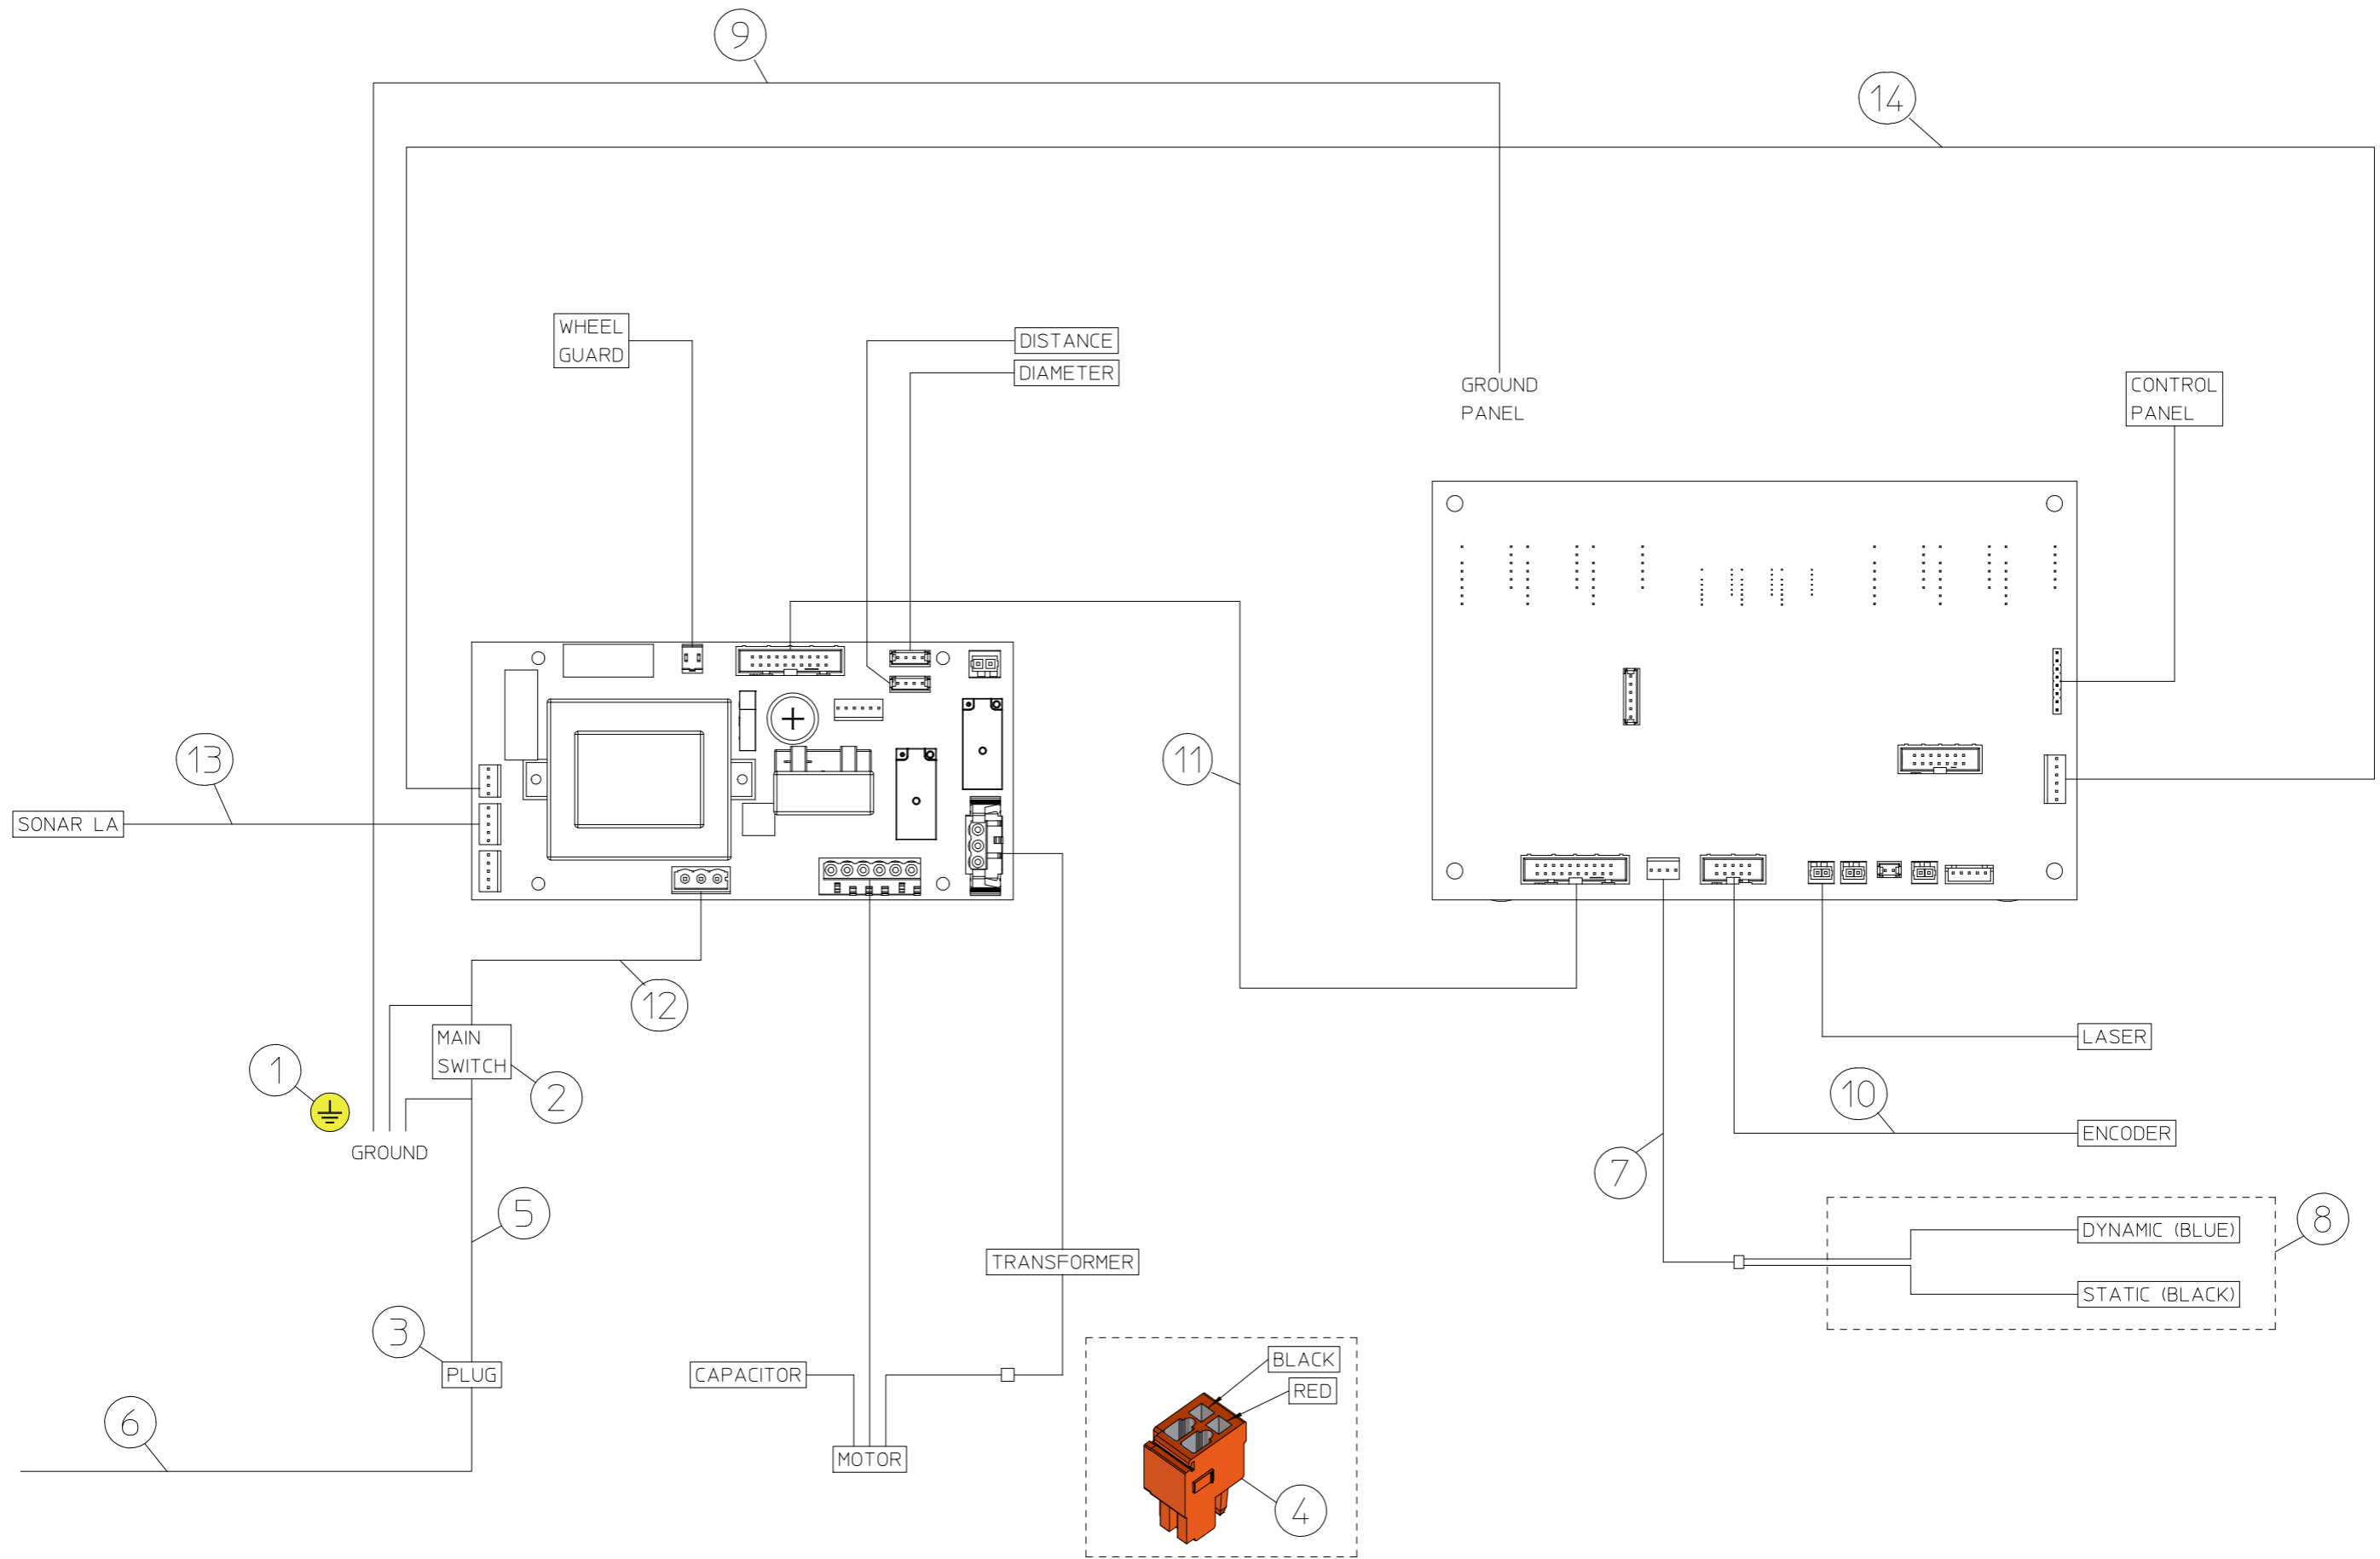 9
14
WHEEL
GUARD
DISTANCE
DIAMETER
GROUND
PANEL
CONTROL
PANEL
13
11
SONAR LA
12
MAIN
SWITCH
1
2
GROUND
LASER
10
ENCODER
7
5
8
DYNAMIC (BLUE)
TRANSFORMER
STATIC (BLACK)
3
PLUG
CAPACITOR
BLACK
RED
6
MOTOR
4